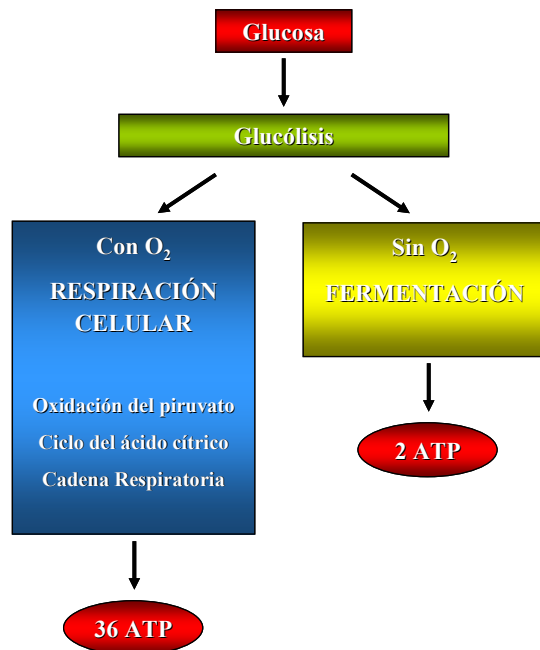 Glucosa
Glucólisis
Con O₂
RESPIRACIÓN
CELULAR
Oxidación del piruvato
Ciclo del ácido cítrico
Cadena Respiratoria
36 ATP
Sin O₂
FERMENTACIÓN
2 ATP